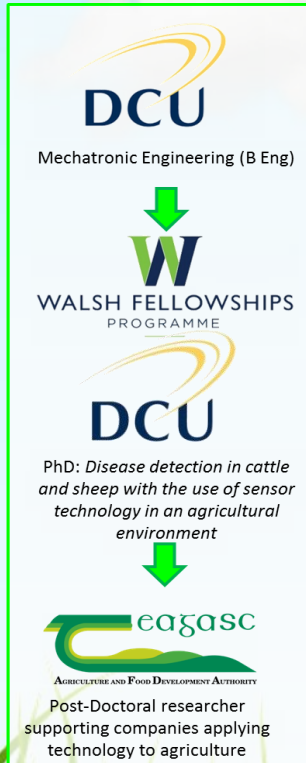 DCU
Mechatronic Engineering (B Eng)
W
WALSH FELLOWSHIPS
PROGRAMME
DCU
PhD: Disease detection in cattle
and sheep with the use of sensor
technology in an agricultural
environment
Teagasc
AGRICULTURE AND FOOD DEVELOPMENT AUTHORITY
Post-Doctoral researcher
supporting companies applying
technology to agriculture